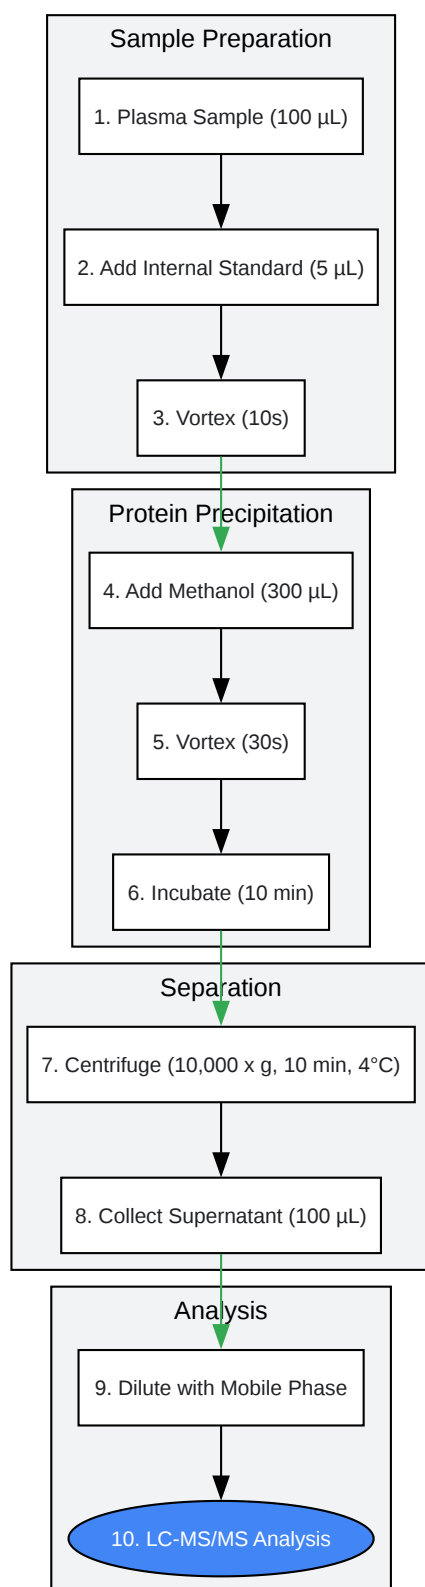 Sample Preparation
1. Plasma Sample (100 µL)
2. Add Internal Standard (5 µL)
3. Vortex (10s)
Protein Precipitation
4. Add Methanol (300 µL)
5. Vortex (30s)
6. Incubate (10 min)
Separation
7. Centrifuge (10,000 x g, 10 min, 4°C)
8. Collect Supernatant (100 µL)
Analysis
9. Dilute with Mobile Phase
10. LC-MS/MS Analysis